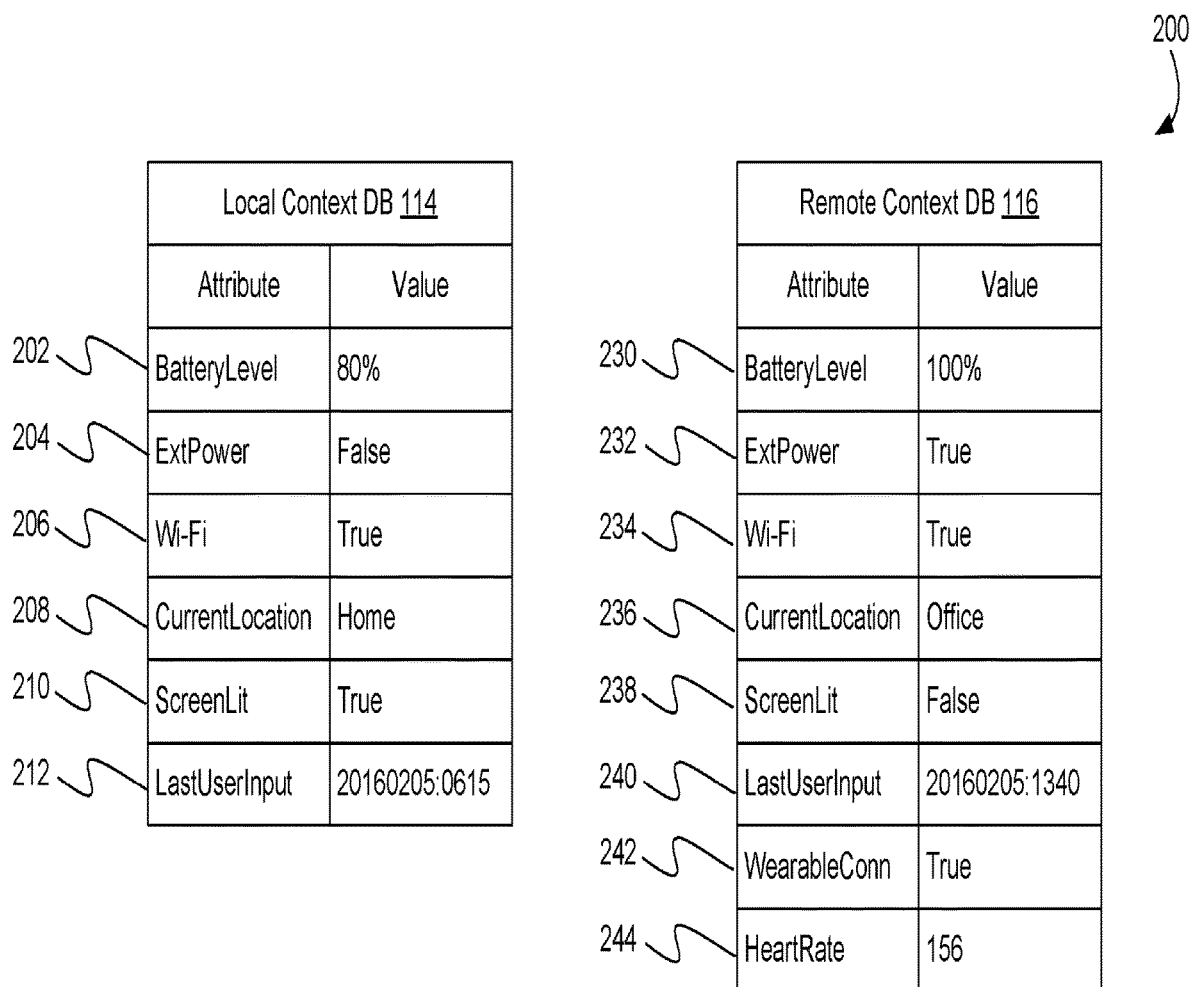 200
Local Context DB 114
Attribute Value
202 BatteryLevel 80%
204 ExtPower False
206 Wi-Fi True
208 CurrentLocation Home
210 ScreenLit True
212 LastUserInput 20160205:0615
Remote Context DB 116
Attribute Value
230 BatteryLevel 100%
232 ExtPower True
234 Wi-Fi True
236 CurrentLocation Office
238 ScreenLit False
240 LastUserInput 20160205:1340
242 WearableConn True
244 HeartRate 156